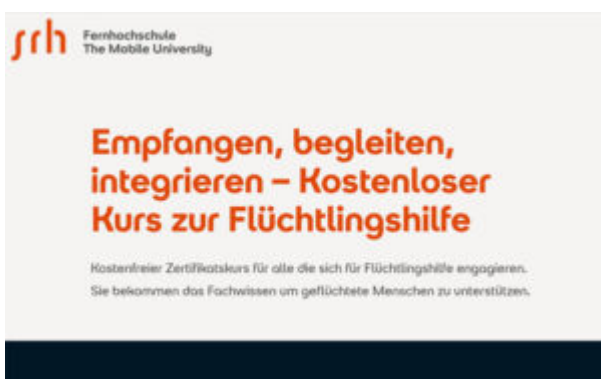 srh
Fernhochschule
The Mobile University
Empfangen, begleiten,
integrieren – Kostenloser
Kurs zur Flüchtlingshilfe
Kostenfreier Zertifikatskurs für alle die sich für Flüchtlingshilfe engagieren.
Sie bekommen das Fachwissen um geflüchtete Menschen zu unterstützen.